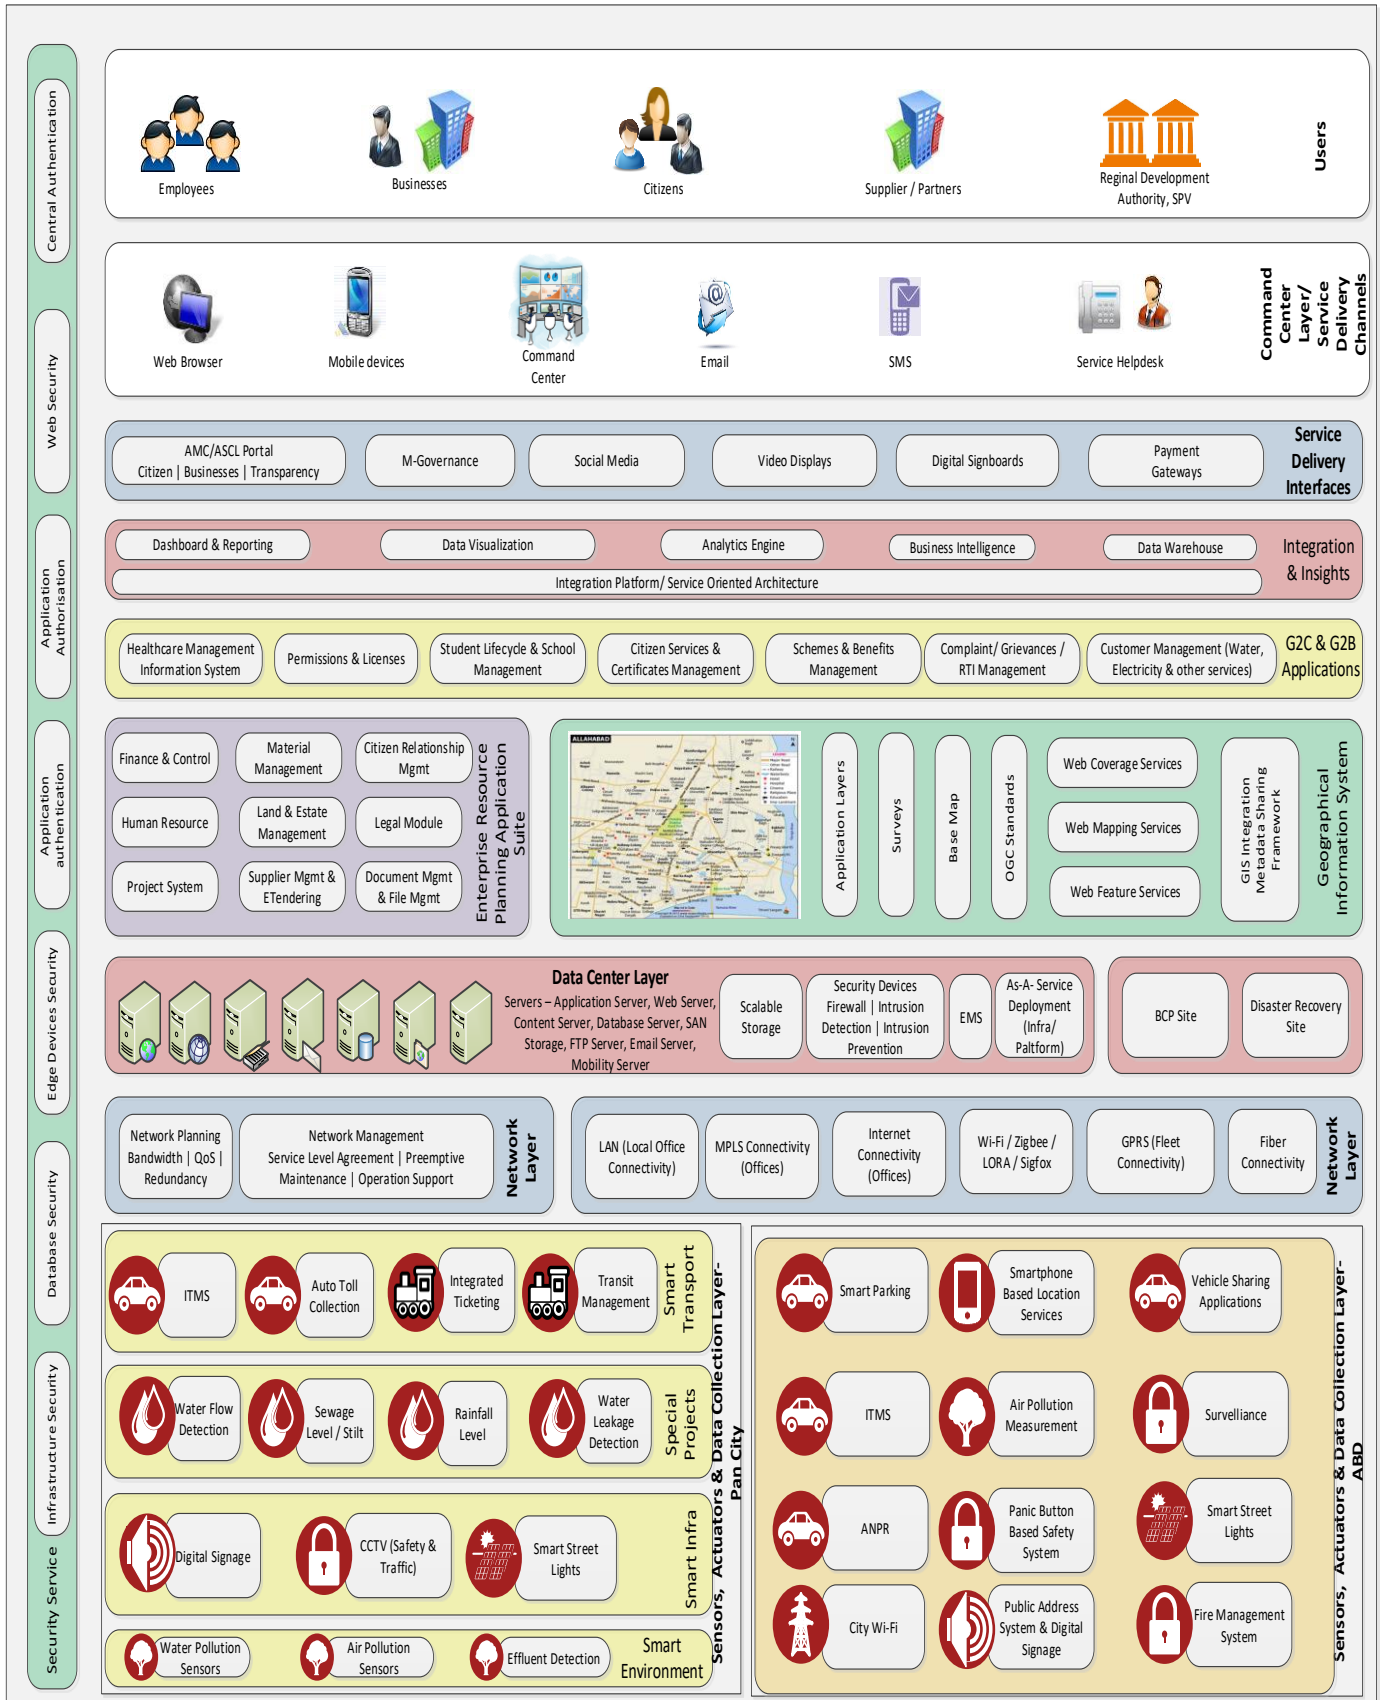 Central Authentication
Web Security
Application
Authorisation
Application
authentication
Edge Devices Security
Database Security
Infrastructure Security
Security Service
Employees
Businesses
Citizens
Supplier / Partners
Reginal Development
Authority, SPV
Users
Web Browser
Mobile devices
Command
Center
Email
SMS
Service Helpdesk
Command
Center
Layer/
Service
Delivery
Channels
AMC/ASCL Portal
Citizen | Businesses | Transparency
M-Governance
Social Media
Video Displays
Digital Signboards
Payment
Gateways
Service
Delivery
Interfaces
Dashboard & Reporting
Data Visualization
Analytics Engine
Business Intelligence
Data Warehouse
Integration Platform/ Service Oriented Architecture
Integration
& Insights
Healthcare Management
Information System
Permissions & Licenses
Student Lifecycle & School
Management
Citizen Services &
Certificates Management
Schemes & Benefits
Management
Complaint/ Grievances /
RTI Management
Customer Management (Water,
Electricity & other services)
G2C & G2B
Applications
Finance & Control
Material
Management
Citizen Relationship
Mgmt
Human Resource
Land & Estate
Management
Legal Module
Project System
Supplier Mgmt &
ETendering
Document Mgmt
& File Mgmt
Enterprise Resource
Planning Application
Suite
ALLAHABAD
Application Layers
Surveys
Base Map
OGC Standards
Web Coverage Services
Web Mapping Services
Web Feature Services
GIS Integration
Metadata Sharing
Framework
Geographical
Information System
Data Center Layer
Servers – Application Server, Web Server,
Content Server, Database Server, SAN
Storage, FTP Server, Email Server,
Mobility Server
Scalable
Storage
Security Devices
Firewall | Intrusion
Detection | Intrusion
Prevention
EMS
As-A- Service
Deployment
(Infra/
Paltform)
BCP Site
Disaster Recovery
Site
Network Planning
Bandwidth | QoS |
Redundancy
Network Management
Service Level Agreement | Preemptive
Maintenance | Operation Support
Network
Layer
LAN (Local Office
Connectivity)
MPLS Connectivity
(Offices)
Internet
Connectivity
(Offices)
Wi-Fi / Zigbee /
LORA / Sigfox
GPRS (Fleet
Connectivity)
Fiber
Connectivity
Network
Layer
ITMS
Auto Toll
Collection
Integrated
Ticketing
Transit
Management
Smart
Transport
Water Flow
Detection
Sewage
Level / Stilt
Rainfall
Level
Water
Leakage
Detection
Special
Projects
Digital Signage
CCTV (Safety &
Traffic)
Smart Street
Lights
Smart Infra
Water Pollution
Sensors
Air Pollution
Sensors
Effluent Detection
Smart
Environment
Sensors, Actuators & Data Collection Layer-
Pan City
Smart Parking
Smartphone
Based Location
Services
Vehicle Sharing
Applications
ITMS
Air Pollution
Measurement
Survelliance
ANPR
Panic Button
Based Safety
System
Smart Street
Lights
City Wi-Fi
Public Address
System & Digital
Signage
Fire Management
System
Sensors, Actuators & Data Collection Layer-
ABD